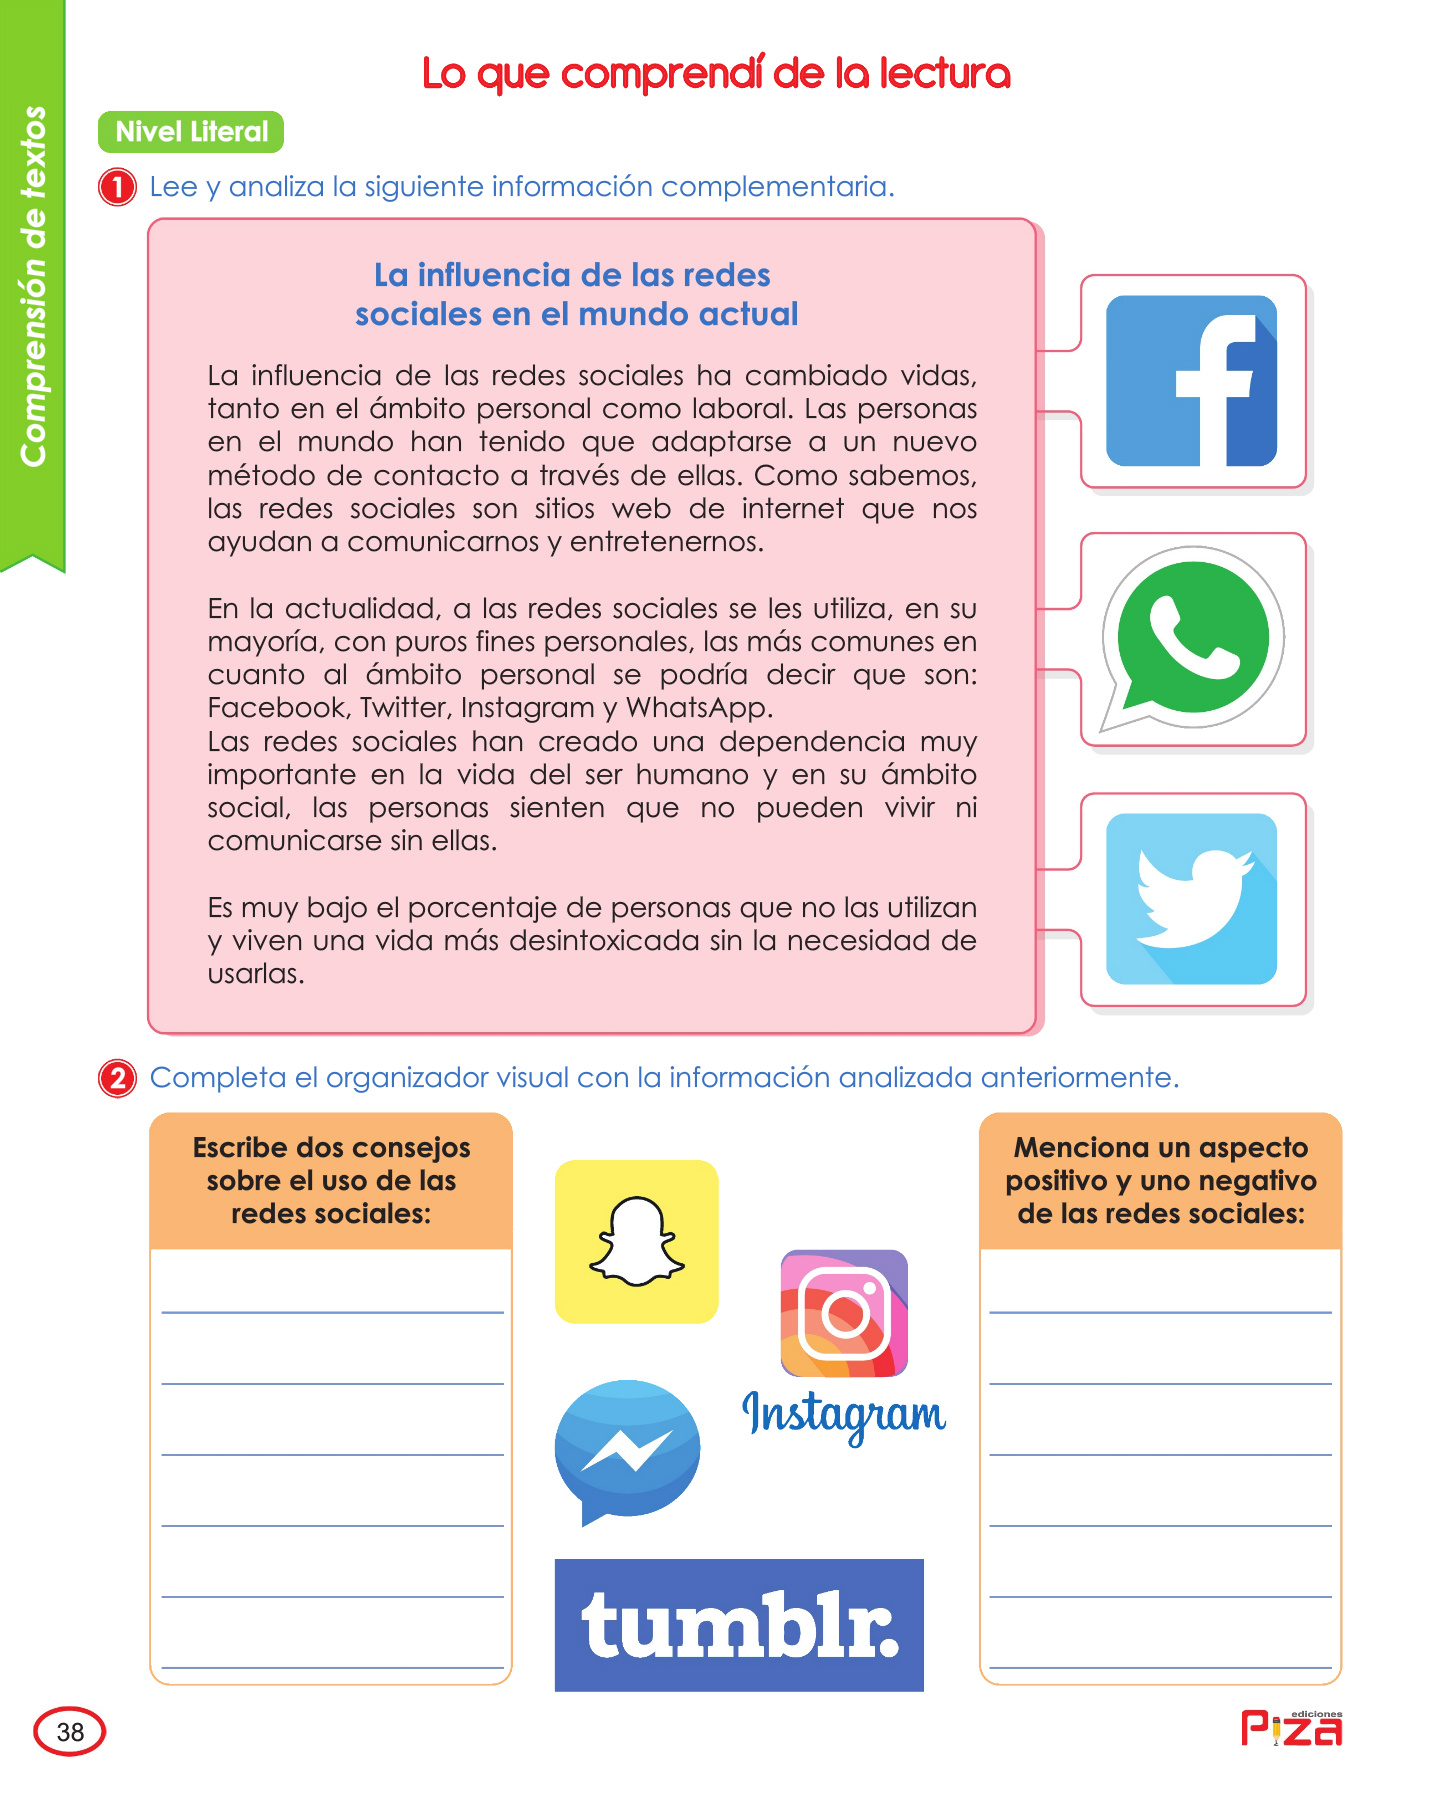 Comprensión de textos
Lo que comprendí de la lectura
Nivel Literal
1 Lee y analiza la siguiente información complementaria.
La influencia de las redes
sociales en el mundo actual
La influencia de las redes sociales ha cambiado vidas,
tanto en el ámbito personal como laboral. Las personas
en el mundo han tenido que adaptarse a un nuevo
método de contacto a través de ellas. Como sabemos,
las redes sociales son sitios web de internet que nos
ayudan a comunicarnos y entretenernos.
En la actualidad, a las redes sociales se les utiliza, en su
mayoría, con puros fines personales, las más comunes en
cuanto al ámbito personal se podría decir que son:
Facebook, Twitter, Instagram y WhatsApp.
Las redes sociales han creado una dependencia muy
importante en la vida del ser humano y en su ámbito
social, las personas sienten que no pueden vivir ni
comunicarse sin ellas.
Es muy bajo el porcentaje de personas que no las utilizan
y viven una vida más desintoxicada sin la necesidad de
usarlas.
f
2 Completa el organizador visual con la información analizada anteriormente.
Escribe dos consejos
sobre el uso de las
redes sociales:
Instagram
tumblr.
Menciona un aspecto
positivo y uno negativo
de las redes sociales:
38
ediciones
Piza